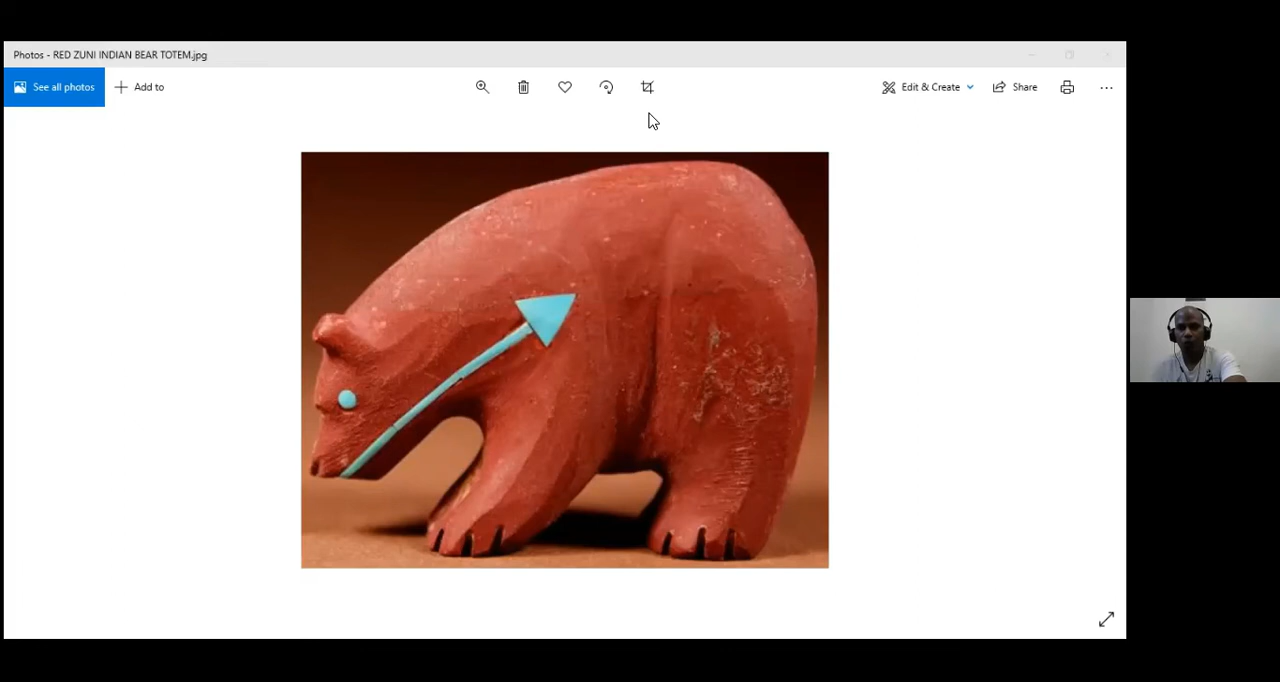 Photos - RED ZUNI INDIAN BEAR TOTEM.jpg
See all photos
Add to
Edit & Create
Share